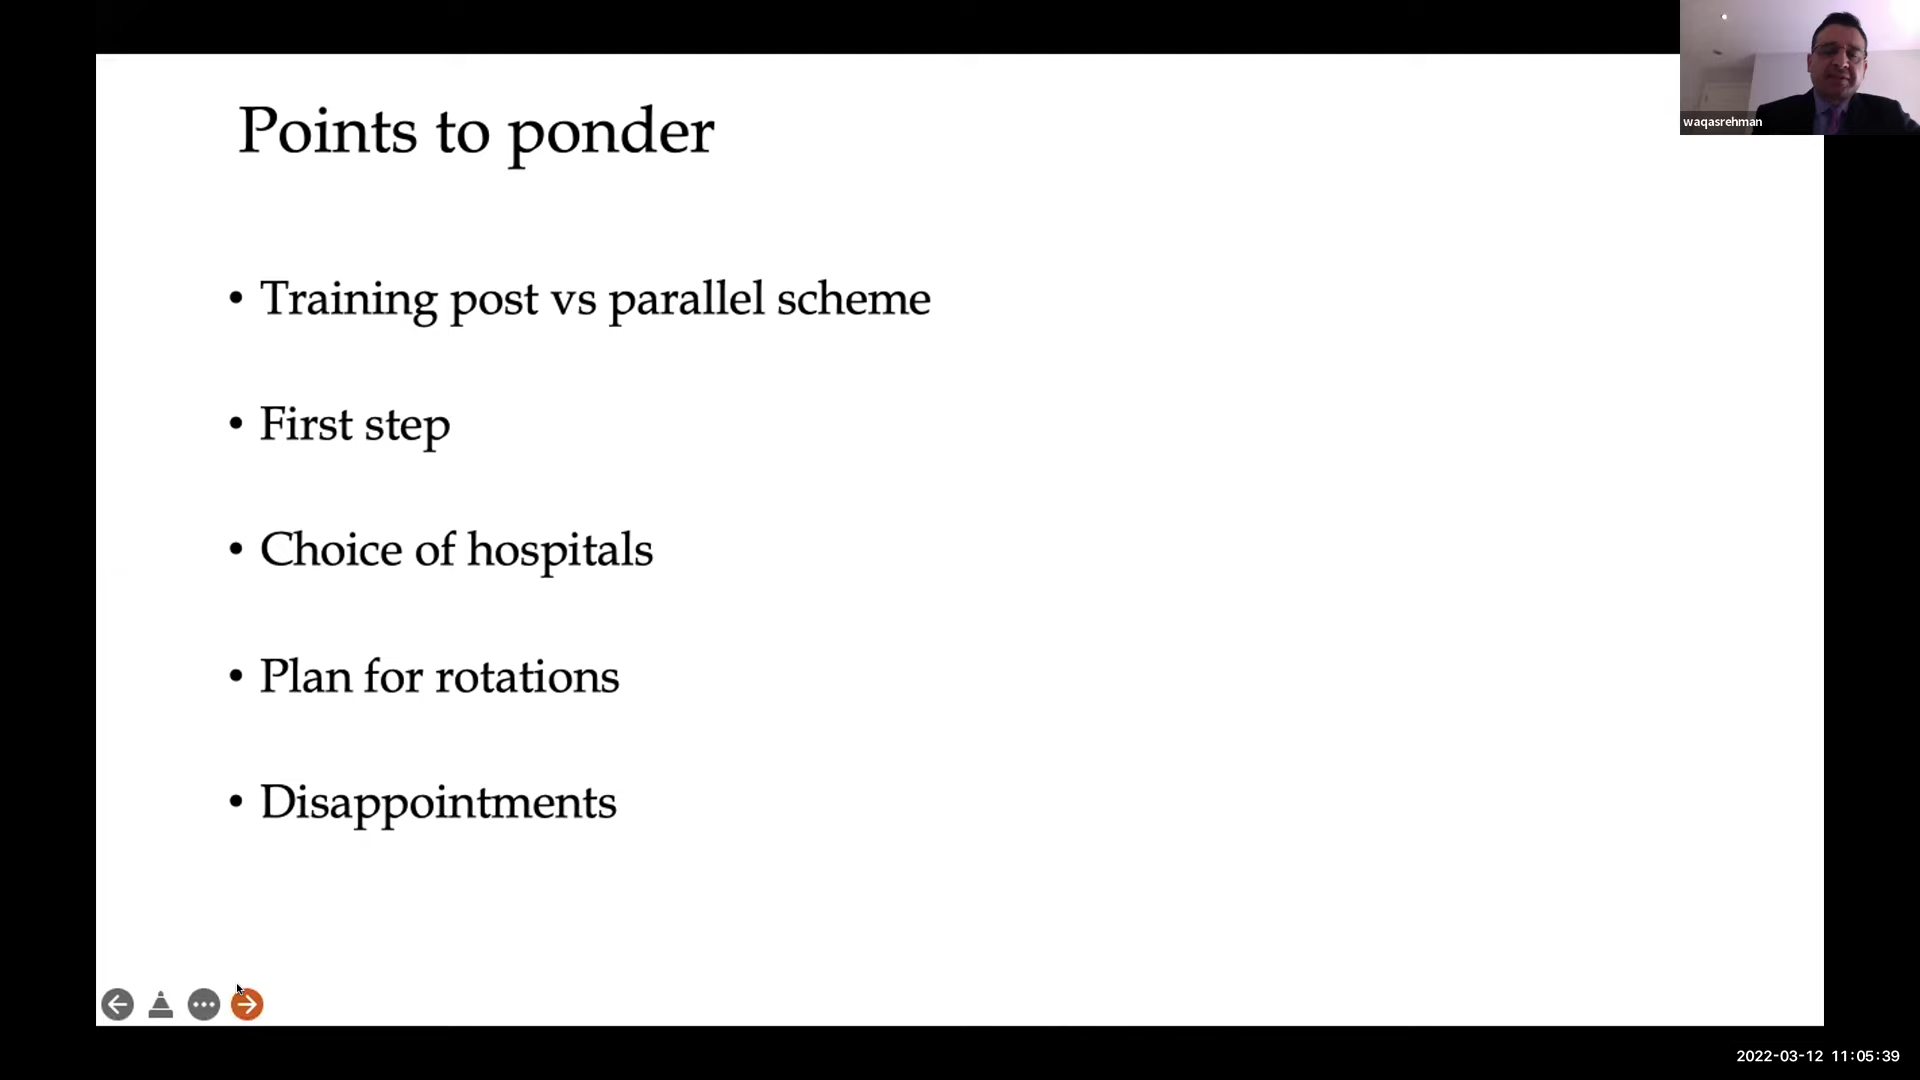 Points to ponder
• Training post vs parallel scheme
• First step
• Choice of hospitals
• Plan for rotations
• Disappointments
waqasrehman
2022-03-12 11:05:39